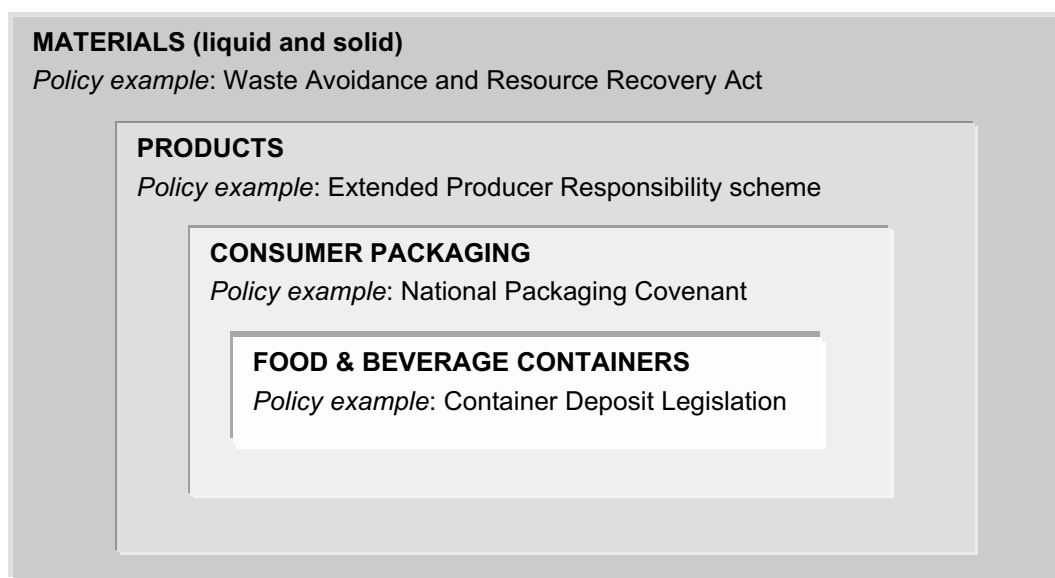 MATERIALS (liquid and solid)
Policy example: Waste Avoidance and Resource Recovery Act
PRODUCTS
Policy example: Extended Producer Responsibility scheme
CONSUMER PACKAGING
Policy example: National Packaging Covenant
FOOD & BEVERAGE CONTAINERS
Policy example: Container Deposit Legislation